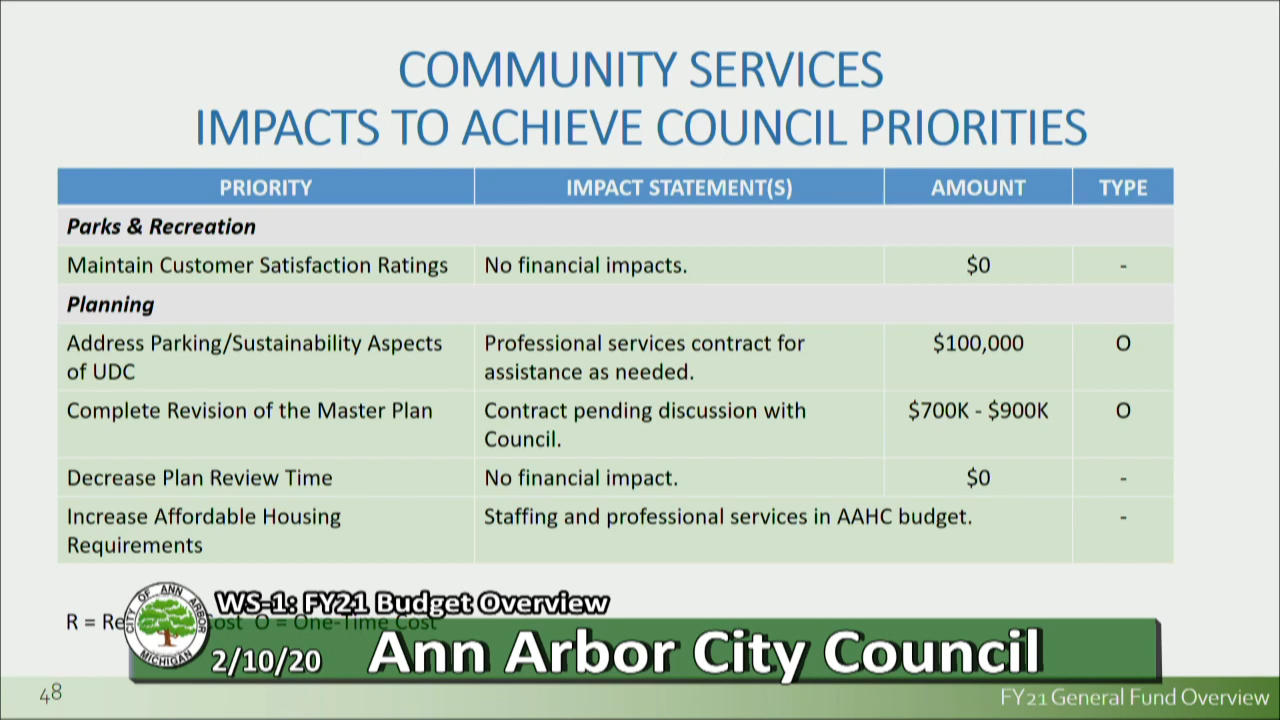 COMMUNITY SERVICES
IMPACTS TO ACHIEVE COUNCIL PRIORITIES
PRIORITY IMPACT STATEMENT(S) AMOUNT TYPE
Parks & Recreation
Maintain Customer Satisfaction Ratings No financial impacts. $0 -
Planning
Address Parking/Sustainability Aspects Professional services contract for $100,000 O
of UDC assistance as needed.
Complete Revision of the Master Plan Contract pending discussion with $700K - $900K O
Council.
Decrease Plan Review Time No financial impact. $0 -
Increase Affordable Housing Staffing and professional services in AAHC budget. -
Requirements
WS-1: FY21 Budget Overview
R = O = One-Time Cost
CITY OF ANN ARBOR
MICHIGAN
2/10/20 Ann Arbor City Council
48 FY21 General Fund Overview